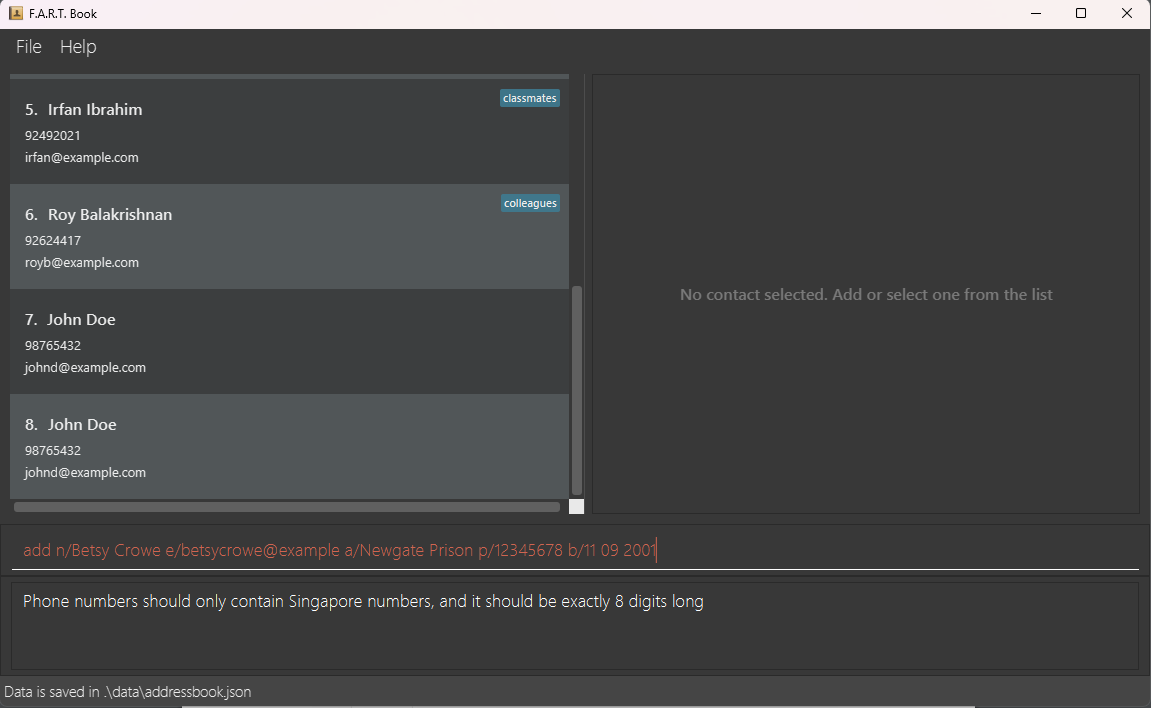 F.A.R.T. Book
File Help
5. Irfan Ibrahim
classmates
92492021
irfan@example.com
6. Roy Balakrishnan
colleagues
92624417
royb@example.com
7. John Doe
98765432
johnd@example.com
8. John Doe
98765432
johnd@example.com
No contact selected. Add or select one from the list
add n/Betsy Crowe e/betsycrowe@example a/Newgate Prison p/12345678 b/11 09 2001
Phone numbers should only contain Singapore numbers, and it should be exactly 8 digits long
Data is saved in .\data\addressbook.json